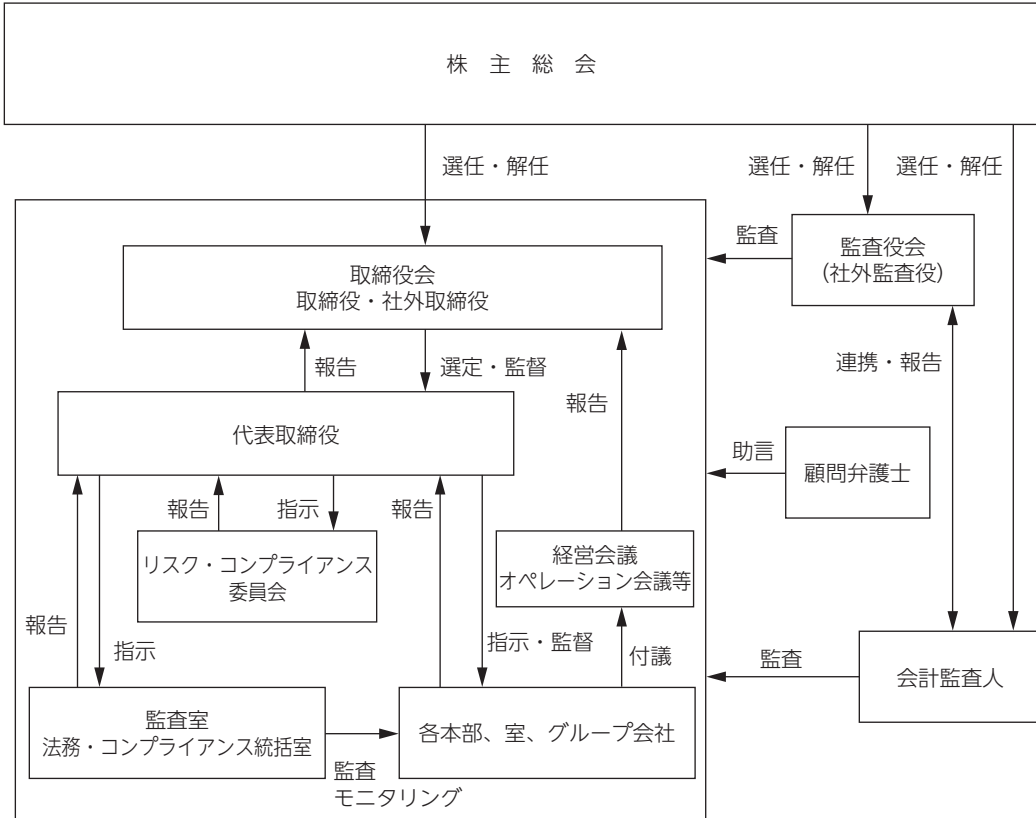 株主総会
選任・解任
選任・解任
選任・解任
監査
監査役会
(社外監査役)
取締役会
取締役・社外取締役
報告
選定・監督
報告
連携・報告
代表取締役
助言
顧問弁護士
報告
指示
報告
リスク・コンプライアンス
委員会
経営会議
オペレーション会議等
報告
指示
指示・監督
付議
監査
会計監査人
監査室
法務・コンプライアンス統括室
各本部、室、グループ会社
監査
モニタリング